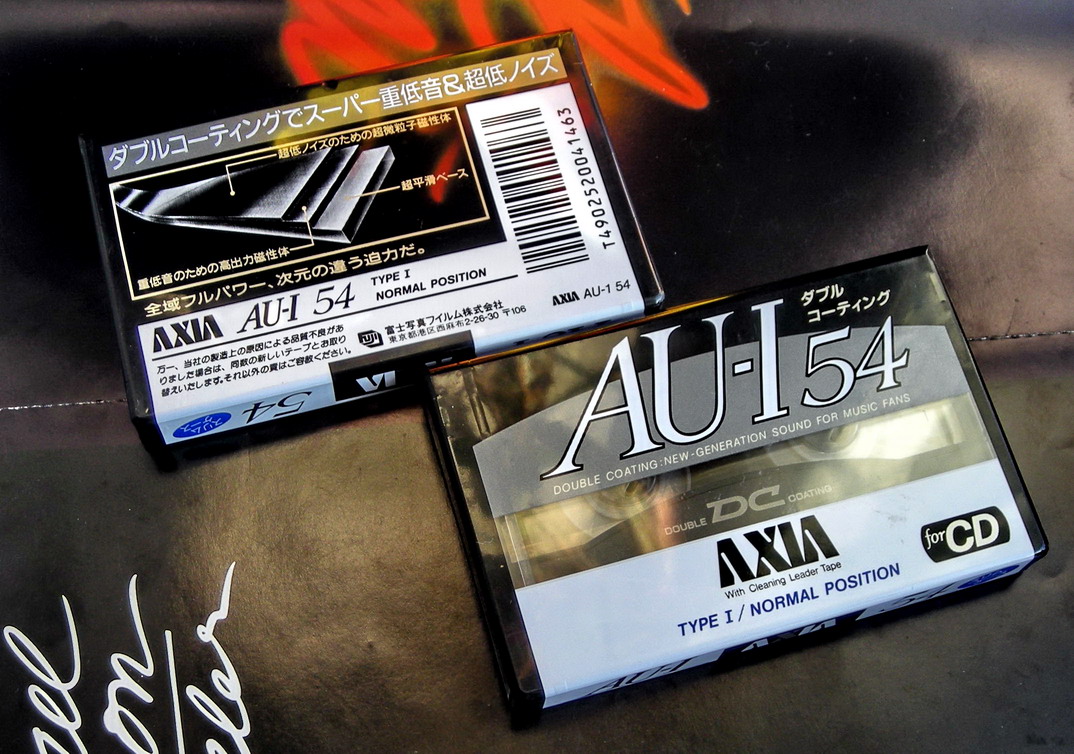 ダブルコーティングでスーパー重低音&超低ノイズ
超低ノイズのための超微粒子磁性体
超平滑ベース
重低音のための高出力磁性体
全域フルパワー、次元の違う迫力だ。
T4902520041463
AXIA AU-I 54 TYPE I
NORMAL POSITION
AXIA AU-1 54
万一、当社の製造上の原因による品質不良があ
りました場合は、同数の新しいテープとお取り
替えいたします。それ以外の責はご容赦ください。
FUJI 富士写真フイルム株式会社
東京都港区西麻布2-26-30 〒106
スリム
ケース
54
ダブル
コーティング
AU-I 54
DOUBLE COATING:NEW-GENERATION SOUND FOR MUSIC FANS
DOUBLE DC COATING
AXIA
With Cleaning Leader Tape
for CD
TYPE I / NORMAL POSITION
AU-I
AXIA
54